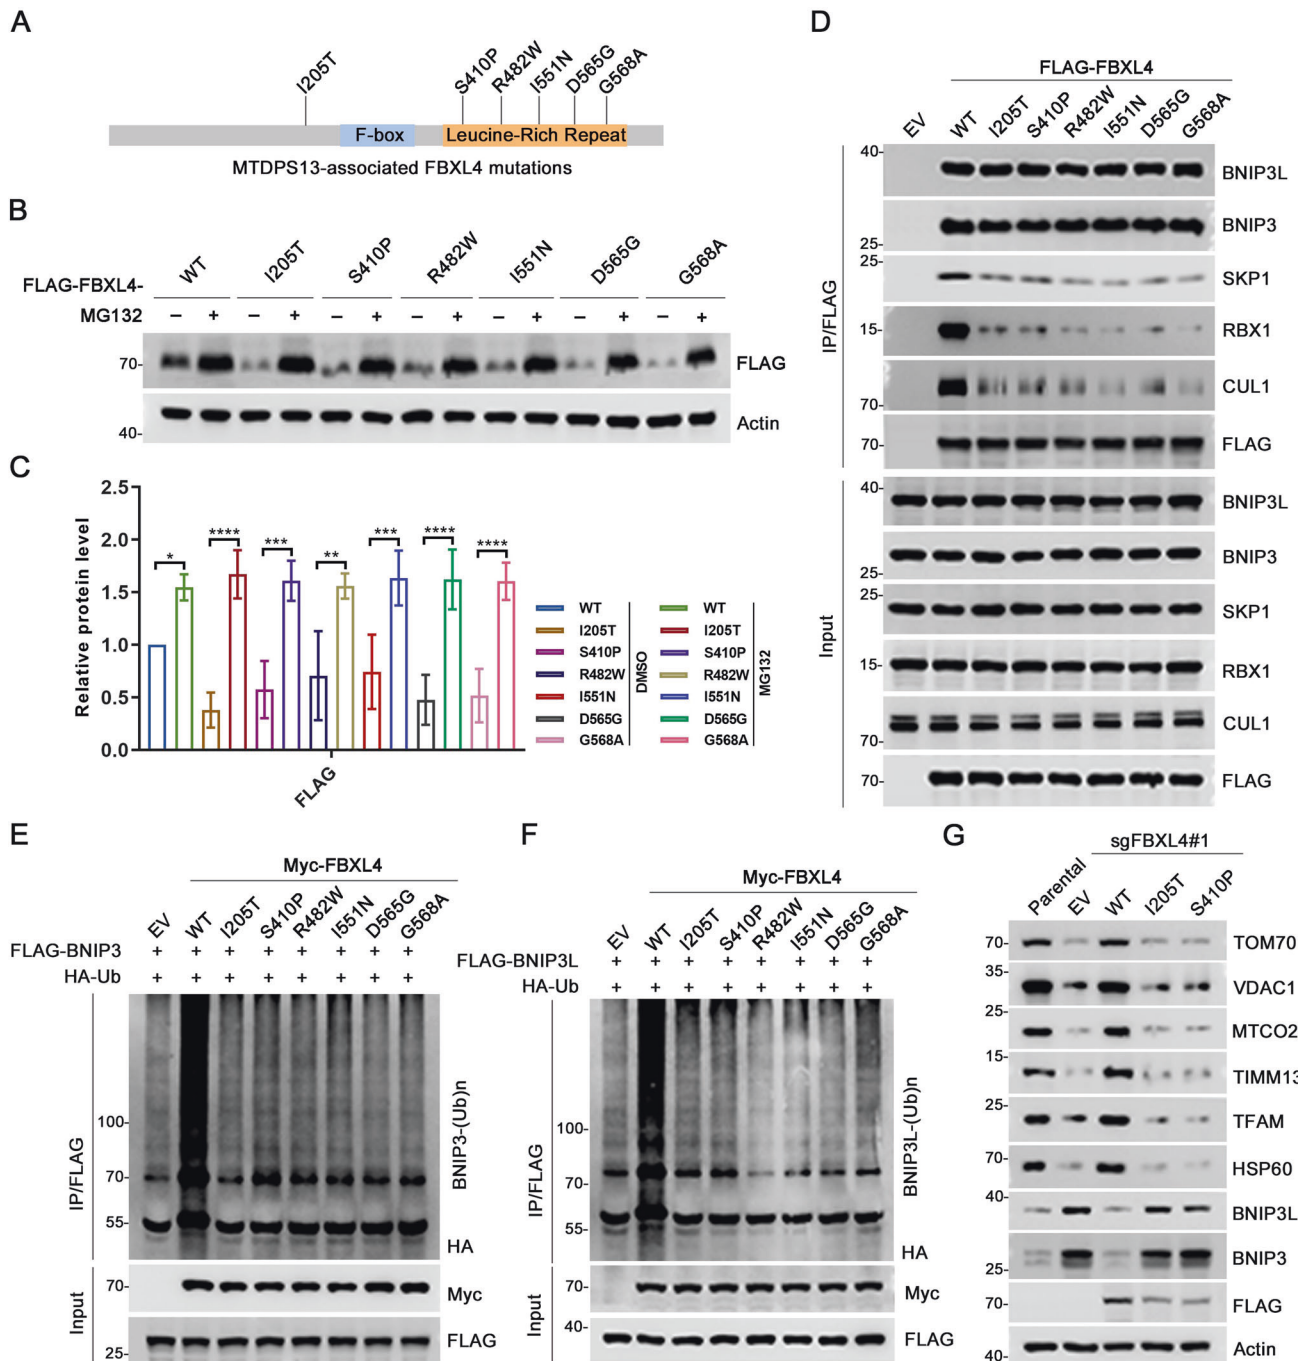 A
I205T
S410P
R482W
I551N
D565G
G568A
F-box
Leucine-Rich Repeat
MTDPS13-associated FBXL4 mutations
B
FLAG-FBXL4-
WT
I205T
S410P
R482W
I551N
D565G
G568A
MG132
– + – + – + – + – + – + – +
70-
FLAG
40-
Actin
C
Relative protein level
2.5
2.0
1.5
1.0
0.5
0.0
* **** *** ** *** **** ****
FLAG
WT
I205T
S410P
R482W
I551N
D565G
G568A
DMSO
WT
I205T
S410P
R482W
I551N
D565G
G568A
MG132
D
FLAG-FBXL4
EV
WT
I205T
S410P
R482W
I551N
D565G
G568A
IP/FLAG
40-
BNIP3L
BNIP3
25-
25-
SKP1
15-
RBX1
CUL1
70-
70-
FLAG
Input
40-
BNIP3L
BNIP3
25-
25-
SKP1
15-
RBX1
CUL1
70-
70-
FLAG
E
Myc-FBXL4
EV
WT
I205T
S410P
R482W
I551N
D565G
G568A
FLAG-BNIP3 + + + + + + + +
HA-Ub + + + + + + + +
IP/FLAG
100-
70-
55-
BNIP3-(Ub)n
HA
Input
70-
Myc
25-
FLAG
F
Myc-FBXL4
EV
WT
I205T
S410P
R482W
I551N
D565G
G568A
FLAG-BNIP3L + + + + + + + +
HA-Ub + + + + + + + +
IP/FLAG
100-
70-
55-
BNIP3L-(Ub)n
HA
Input
70-
Myc
40-
FLAG
G
sgFBXL4#1
Parental
EV
WT
I205T
S410P
70-
TOM70
35-
VDAC1
25-
MTCO2
15-
TIMM13
25-
TFAM
70-
HSP60
40-
BNIP3L
BNIP3
25-
70-
FLAG
Actin
40-